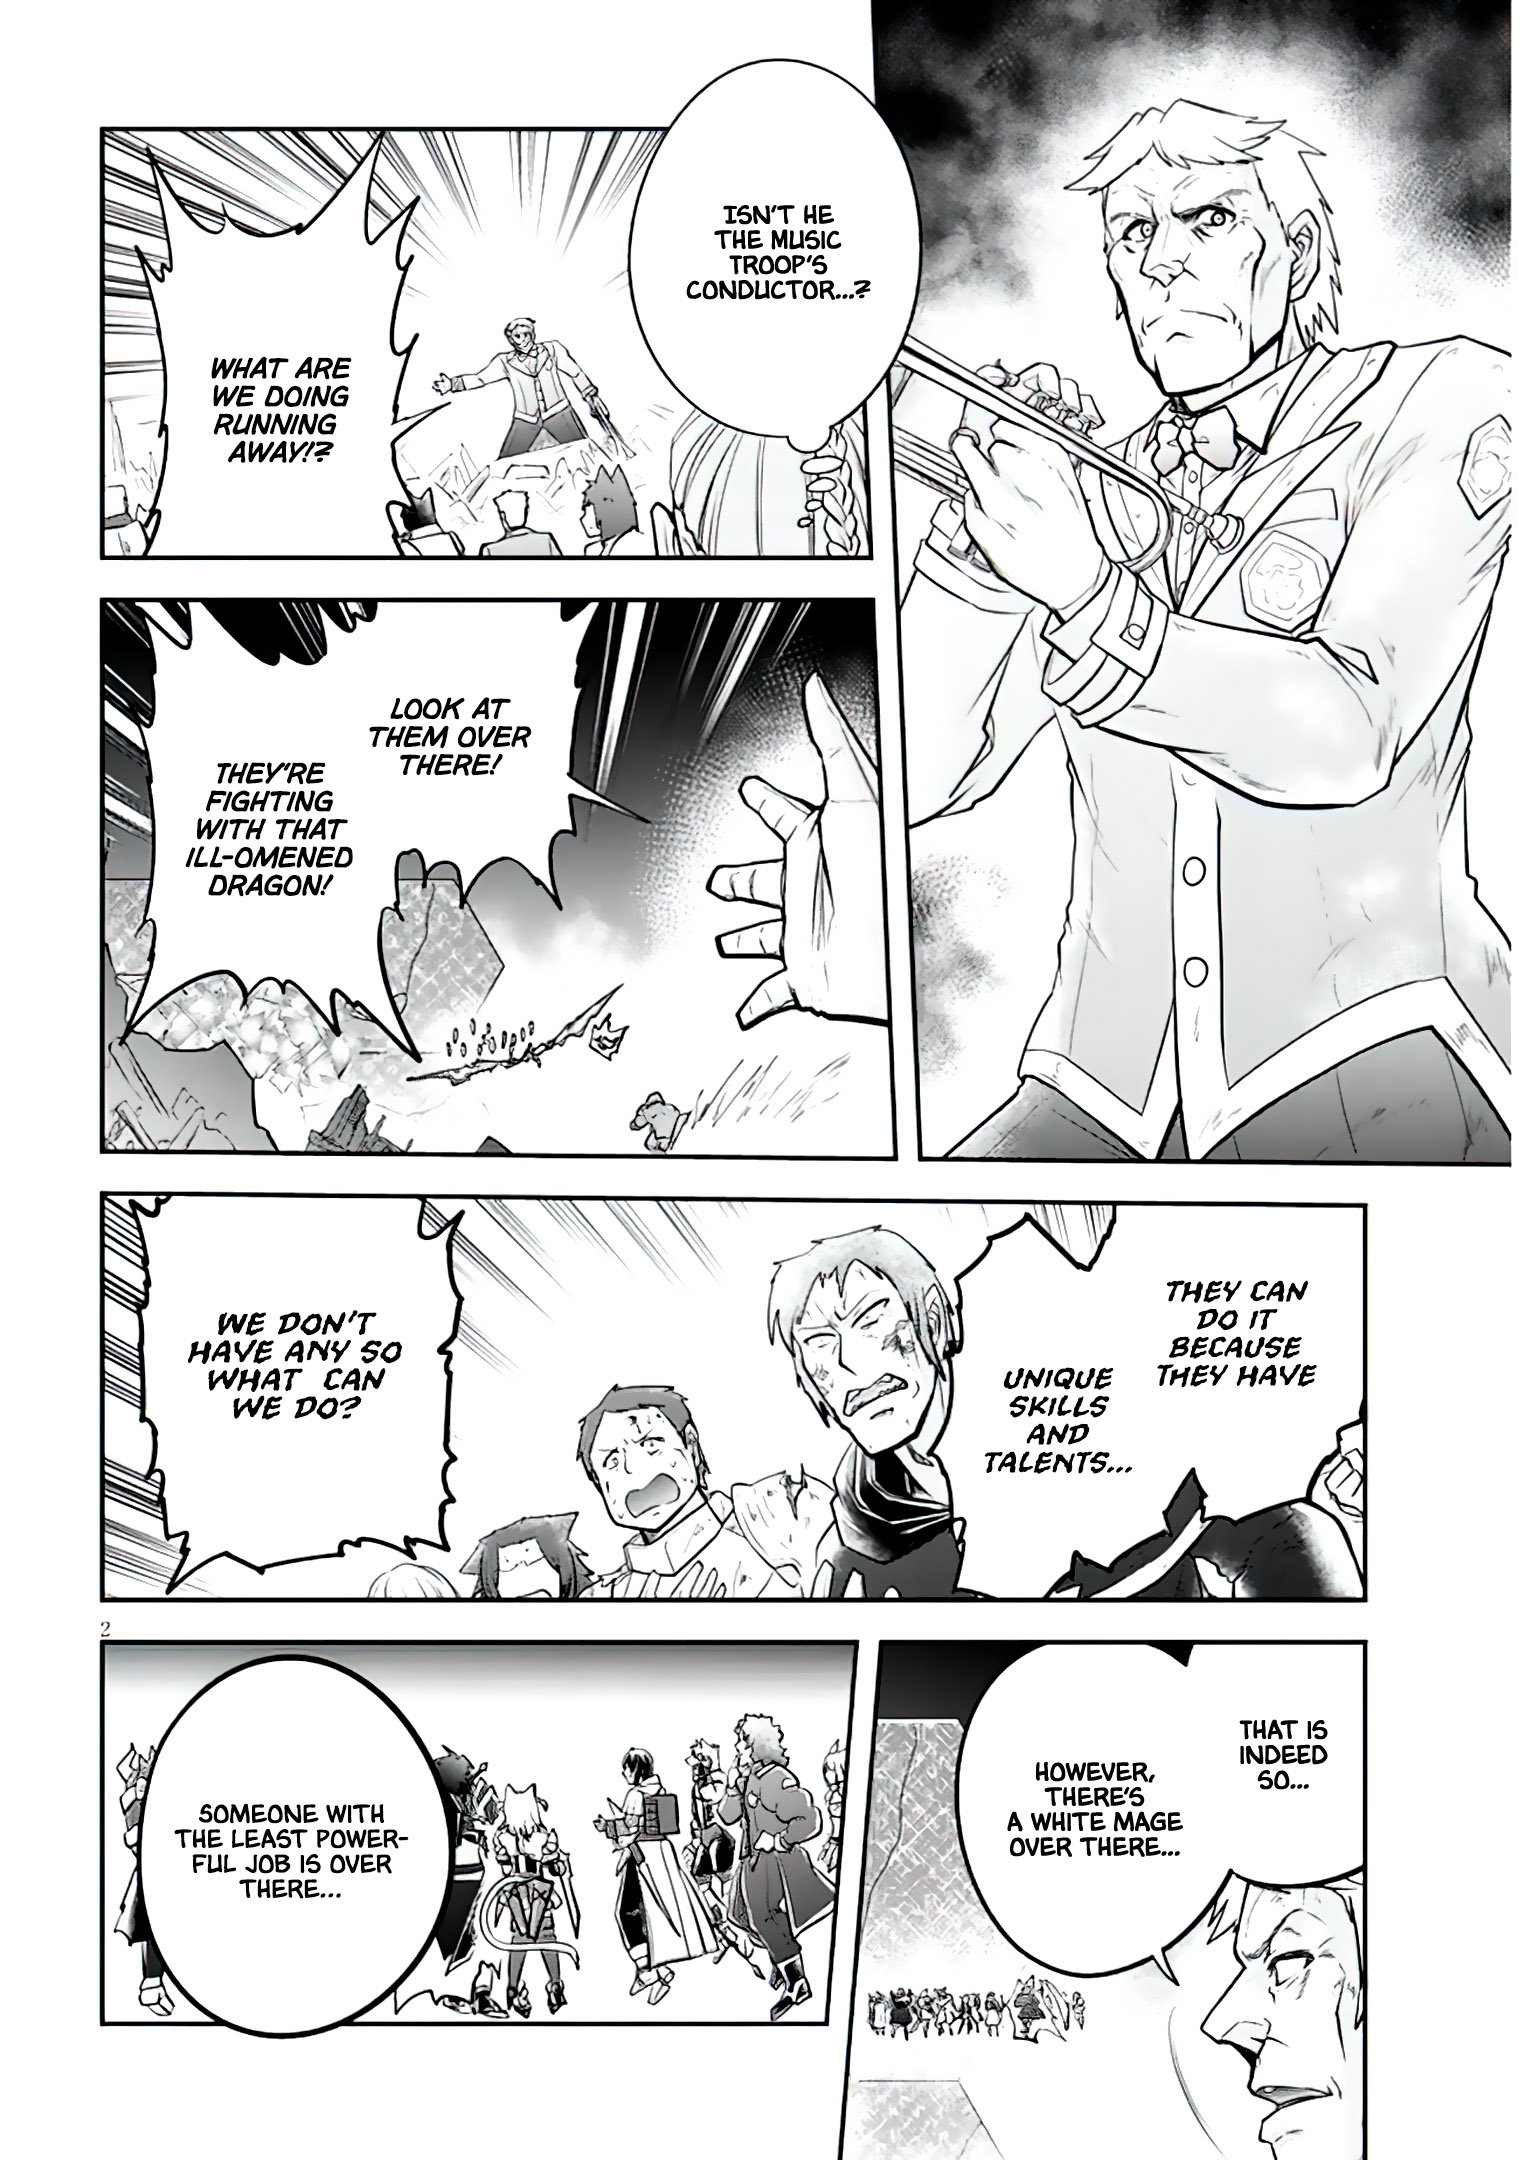 ISN'T HE
THE MUSIC
TROOP'S
CONDUCTOR...?
WHAT ARE
WE DOING
RUNNING
AWAY!?
LOOK AT
THEM OVER
THERE!
THEY'RE
FIGHTING
WITH THAT
ILL-OMENED
DRAGON!
THEY CAN
DO IT
BECAUSE
THEY HAVE
UNIQUE
SKILLS
AND
TALENTS...
WE DON'T
HAVE ANY SO
WHAT CAN
WE DO?
2
THAT IS
INDEED
SO...
HOWEVER,
THERE'S
A WHITE MAGE
OVER THERE...
SOMEONE WITH
THE LEAST POWER-
FUL JOB IS OVER
THERE...